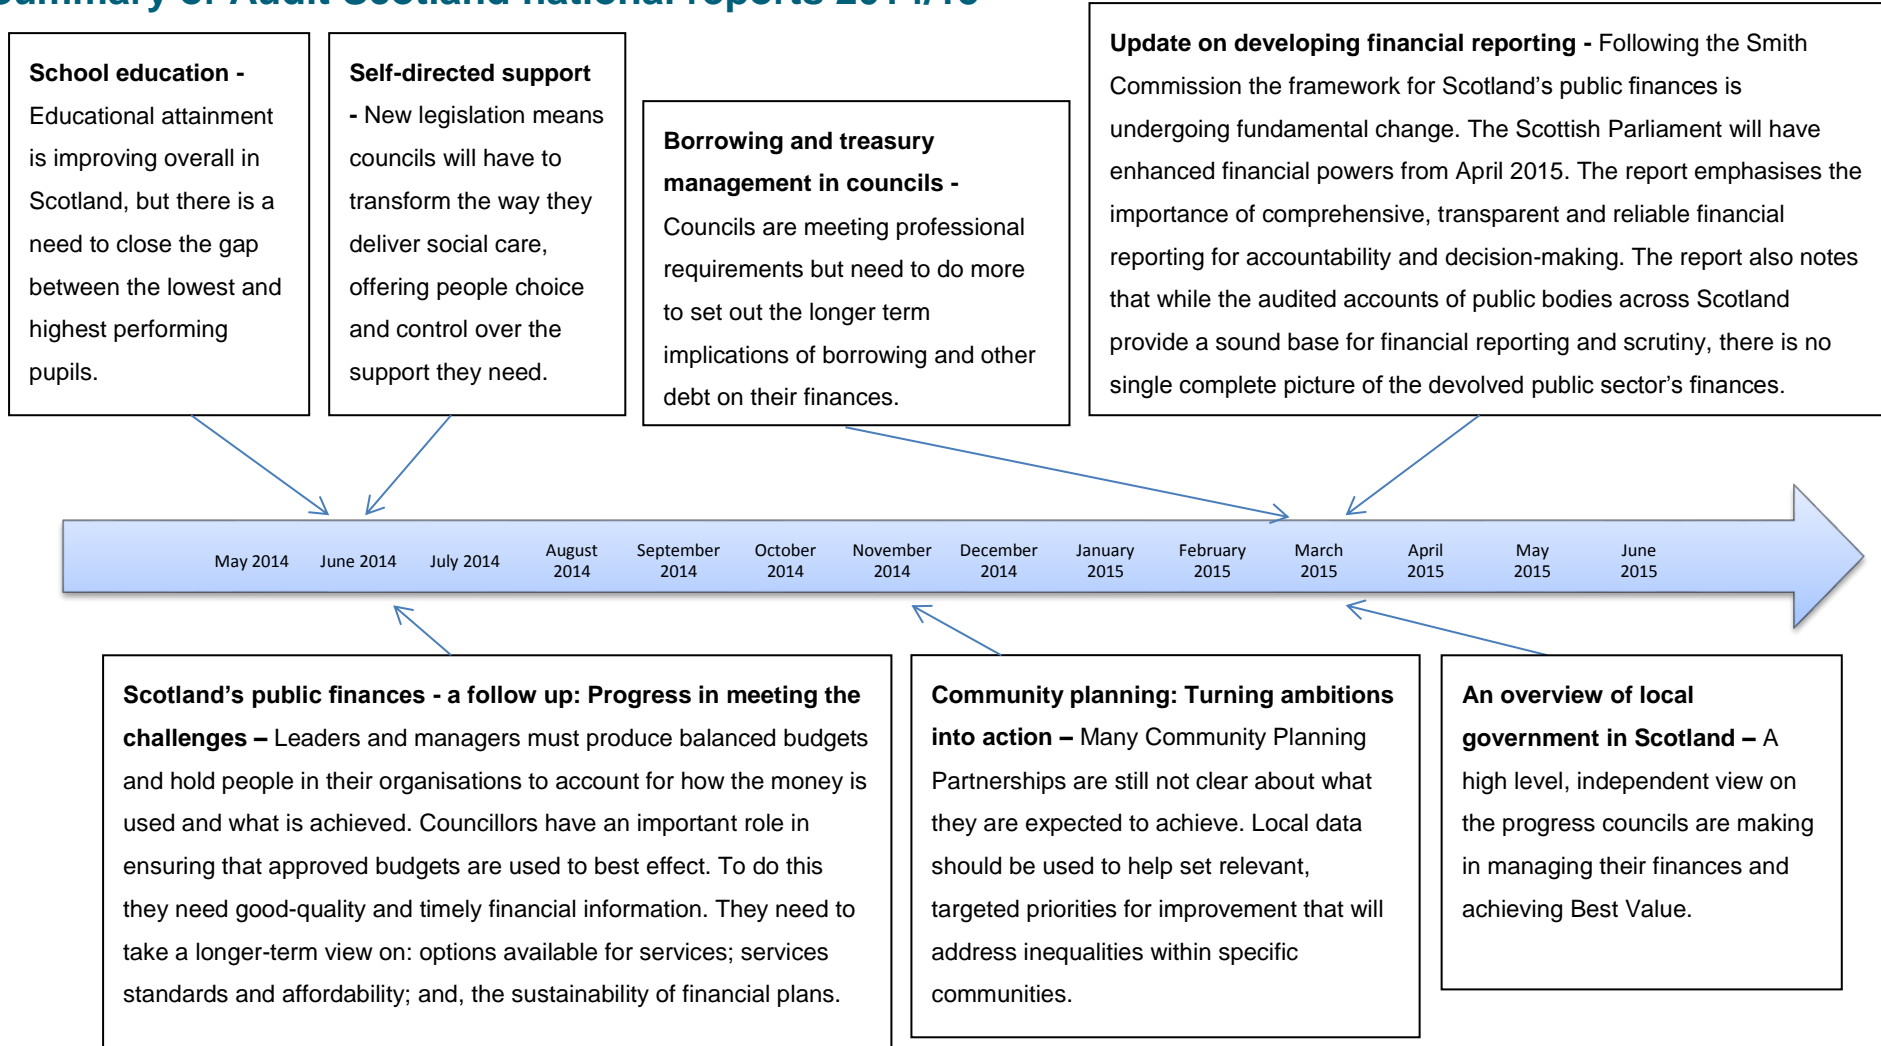 Summary of Audit Scotland national reports 2014/15
School education -
Educational attainment
is improving overall in
Scotland, but there is a
need to close the gap
between the lowest and
highest performing
pupils.
Self-directed support
- New legislation means
councils will have to
transform the way they
deliver social care,
offering people choice
and control over the
support they need.
Borrowing and treasury
management in councils -
Councils are meeting professional
requirements but need to do more
to set out the longer term
implications of borrowing and other
debt on their finances.
Update on developing financial reporting - Following the Smith
Commission the framework for Scotland's public finances is
undergoing fundamental change. The Scottish Parliament will have
enhanced financial powers from April 2015. The report emphasises the
importance of comprehensive, transparent and reliable financial
reporting for accountability and decision-making. The report also notes
that while the audited accounts of public bodies across Scotland
provide a sound base for financial reporting and scrutiny, there is no
single complete picture of the devolved public sector's finances.
May 2014
June 2014
July 2014
August
2014
September
2014
October
2014
November
2014
December
2014
January
2015
February
2015
March
2015
April
2015
May
2015
June
2015
Scotland's public finances - a follow up: Progress in meeting the
challenges – Leaders and managers must produce balanced budgets
and hold people in their organisations to account for how the money is
used and what is achieved. Councillors have an important role in
ensuring that approved budgets are used to best effect. To do this
they need good-quality and timely financial information. They need to
take a longer-term view on: options available for services; services
standards and affordability; and, the sustainability of financial plans.
Community planning: Turning ambitions
into action – Many Community Planning
Partnerships are still not clear about what
they are expected to achieve. Local data
should be used to help set relevant,
targeted priorities for improvement that will
address inequalities within specific
communities.
An overview of local
government in Scotland – A
high level, independent view on
the progress councils are making
in managing their finances and
achieving Best Value.